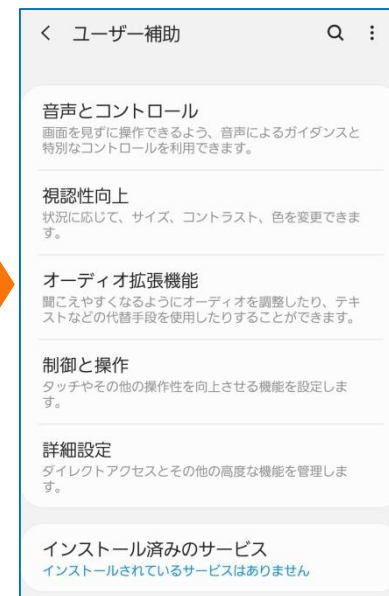 ユーザー補助
音声とコントロール
画面を見ずに操作できるよう、音声によるガイダンスと
特別なコントロールを利用できます。
視認性向上
状況に応じて、サイズ、コントラスト、色を変更できま
す。
オーディオ拡張機能
聞こえやすくなるようにオーディオを調整したり、テキ
ストなどの代替手段を使用したりすることができます。
制御と操作
タッチやその他の操作性を向上させる機能を設定しま
す。
詳細設定
ダイレクトアクセスとその他の高度な機能を管理しま
す。
インストール済みのサービス
インストールされているサービスはありません